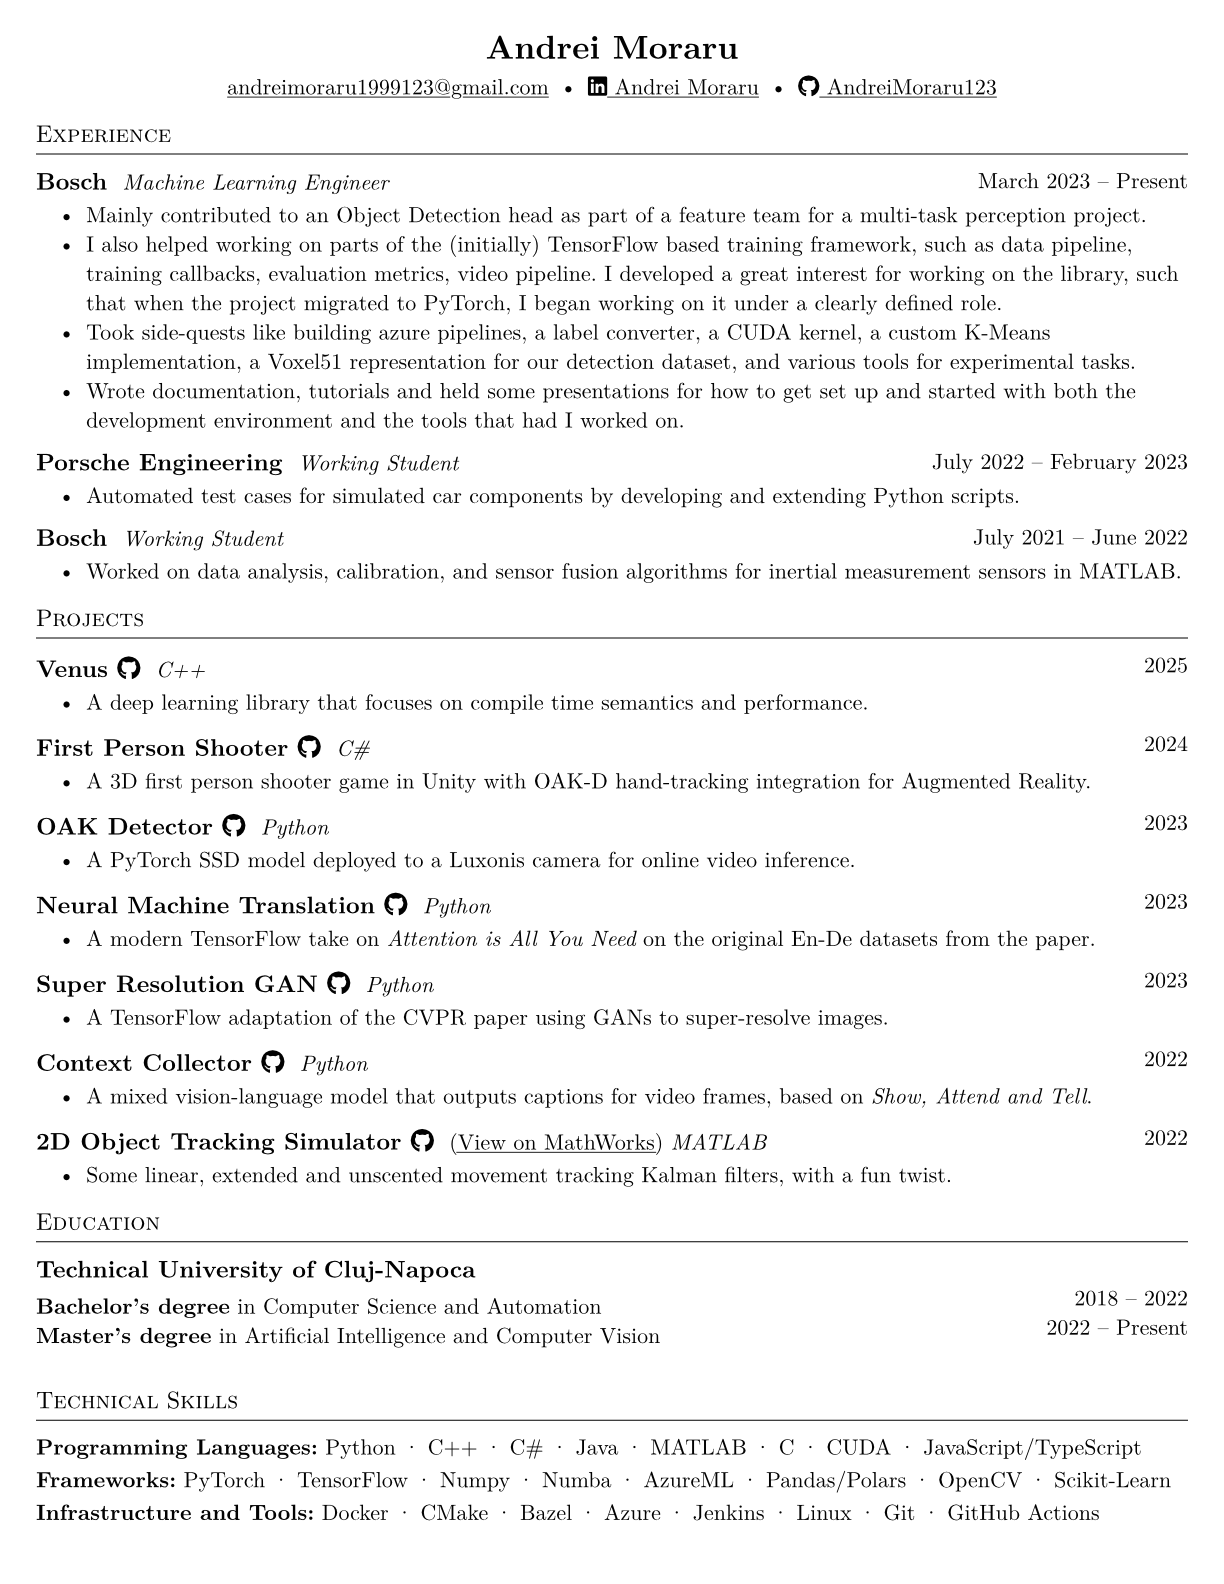 Andrei Moraru
andreimoraru1999123@gmail.com • Andrei Moraru • AndreiMoraru123
Experience
Bosch Machine Learning Engineer March 2023 – Present
• Mainly contributed to an Object Detection head as part of a feature team for a multi-task perception project.
• I also helped working on parts of the (initially) TensorFlow based training framework, such as data pipeline,
training callbacks, evaluation metrics, video pipeline. I developed a great interest for working on the library, such
that when the project migrated to PyTorch, I began working on it under a clearly defined role.
• Took side-quests like building azure pipelines, a label converter, a CUDA kernel, a custom K-Means
implementation, a Voxel51 representation for our detection dataset, and various tools for experimental tasks.
• Wrote documentation, tutorials and held some presentations for how to get set up and started with both the
development environment and the tools that had I worked on.
Porsche Engineering Working Student July 2022 – February 2023
• Automated test cases for simulated car components by developing and extending Python scripts.
Bosch Working Student July 2021 – June 2022
• Worked on data analysis, calibration, and sensor fusion algorithms for inertial measurement sensors in MATLAB.
Projects
Venus C++ 2025
• A deep learning library that focuses on compile time semantics and performance.
First Person Shooter C# 2024
• A 3D first person shooter game in Unity with OAK-D hand-tracking integration for Augmented Reality.
OAK Detector Python 2023
• A PyTorch SSD model deployed to a Luxonis camera for online video inference.
Neural Machine Translation Python 2023
• A modern TensorFlow take on Attention is All You Need on the original En-De datasets from the paper.
Super Resolution GAN Python 2023
• A TensorFlow adaptation of the CVPR paper using GANs to super-resolve images.
Context Collector Python 2022
• A mixed vision-language model that outputs captions for video frames, based on Show, Attend and Tell.
2D Object Tracking Simulator (View on MathWorks) MATLAB 2022
• Some linear, extended and unscented movement tracking Kalman filters, with a fun twist.
Education
Technical University of Cluj-Napoca
Bachelor's degree in Computer Science and Automation 2018 – 2022
Master's degree in Artificial Intelligence and Computer Vision 2022 – Present
Technical Skills
Programming Languages: Python · C++ · C# · Java · MATLAB · C · CUDA · JavaScript/TypeScript
Frameworks: PyTorch · TensorFlow · Numpy · Numba · AzureML · Pandas/Polars · OpenCV · Scikit-Learn
Infrastructure and Tools: Docker · CMake · Bazel · Azure · Jenkins · Linux · Git · GitHub Actions